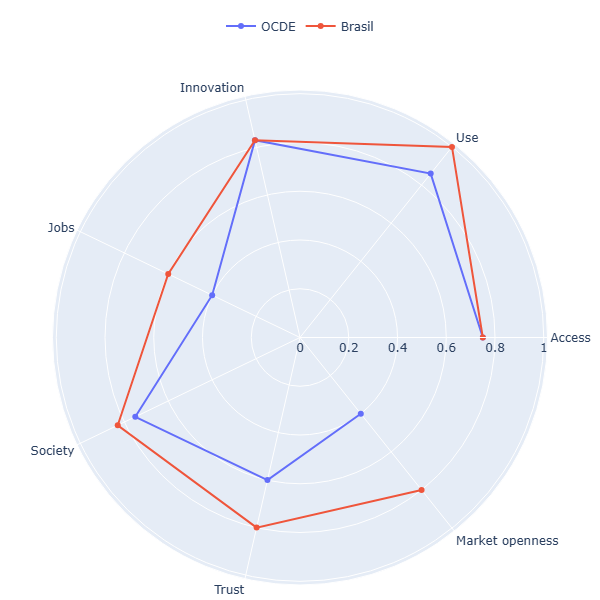 OCDE
Brasil
Innovation
Use
Jobs
Access
0
0.2
0.4
0.6
0.8
1
Society
Market openness
Trust